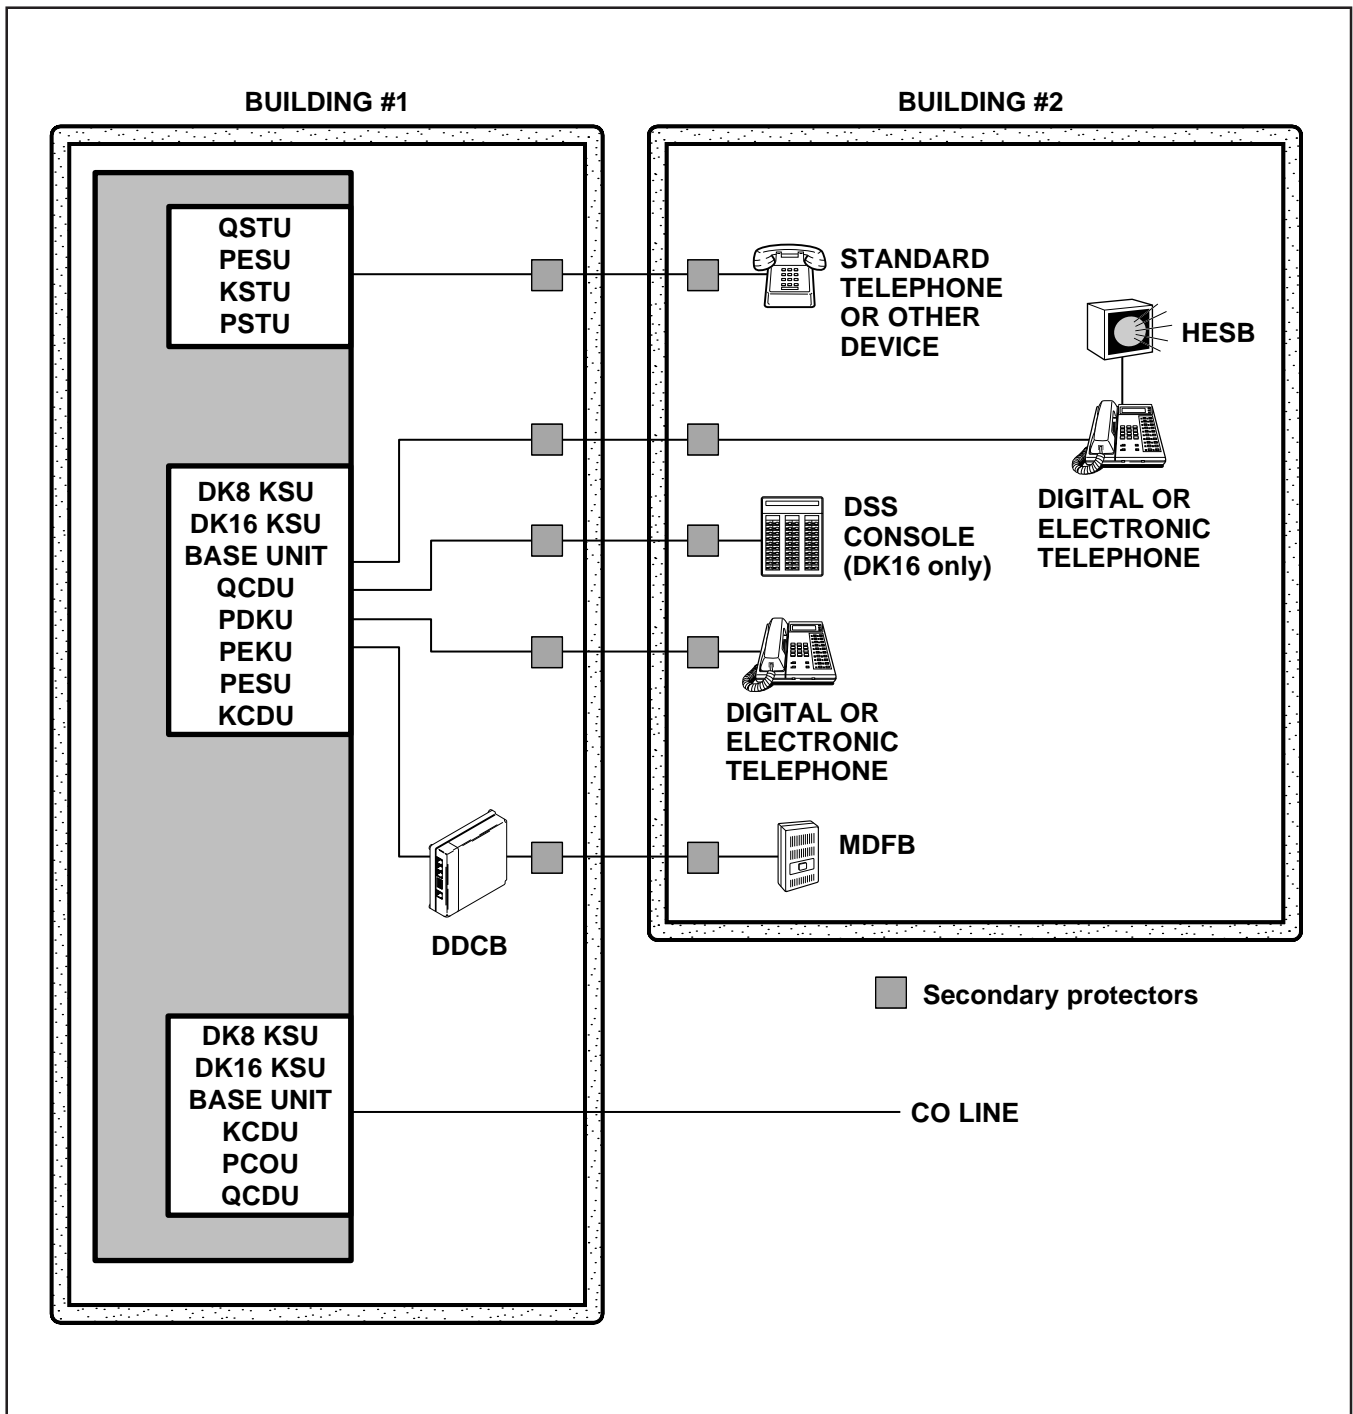 BUILDING #1
BUILDING #2
QSTU
PESU
KSTU
PSTU
STANDARD
TELEPHONE
OR OTHER
DEVICE
HESB
DK8 KSU
DK16 KSU
BASE UNIT
QCDU
PDKU
PEKU
PESU
KCDU
DSS
CONSOLE
(DK16 only)
DIGITAL OR
ELECTRONIC
TELEPHONE
DIGITAL OR
ELECTRONIC
TELEPHONE
MDFB
DDCB
Secondary protectors
DK8 KSU
DK16 KSU
BASE UNIT
KCDU
PCOU
QCDU
CO LINE